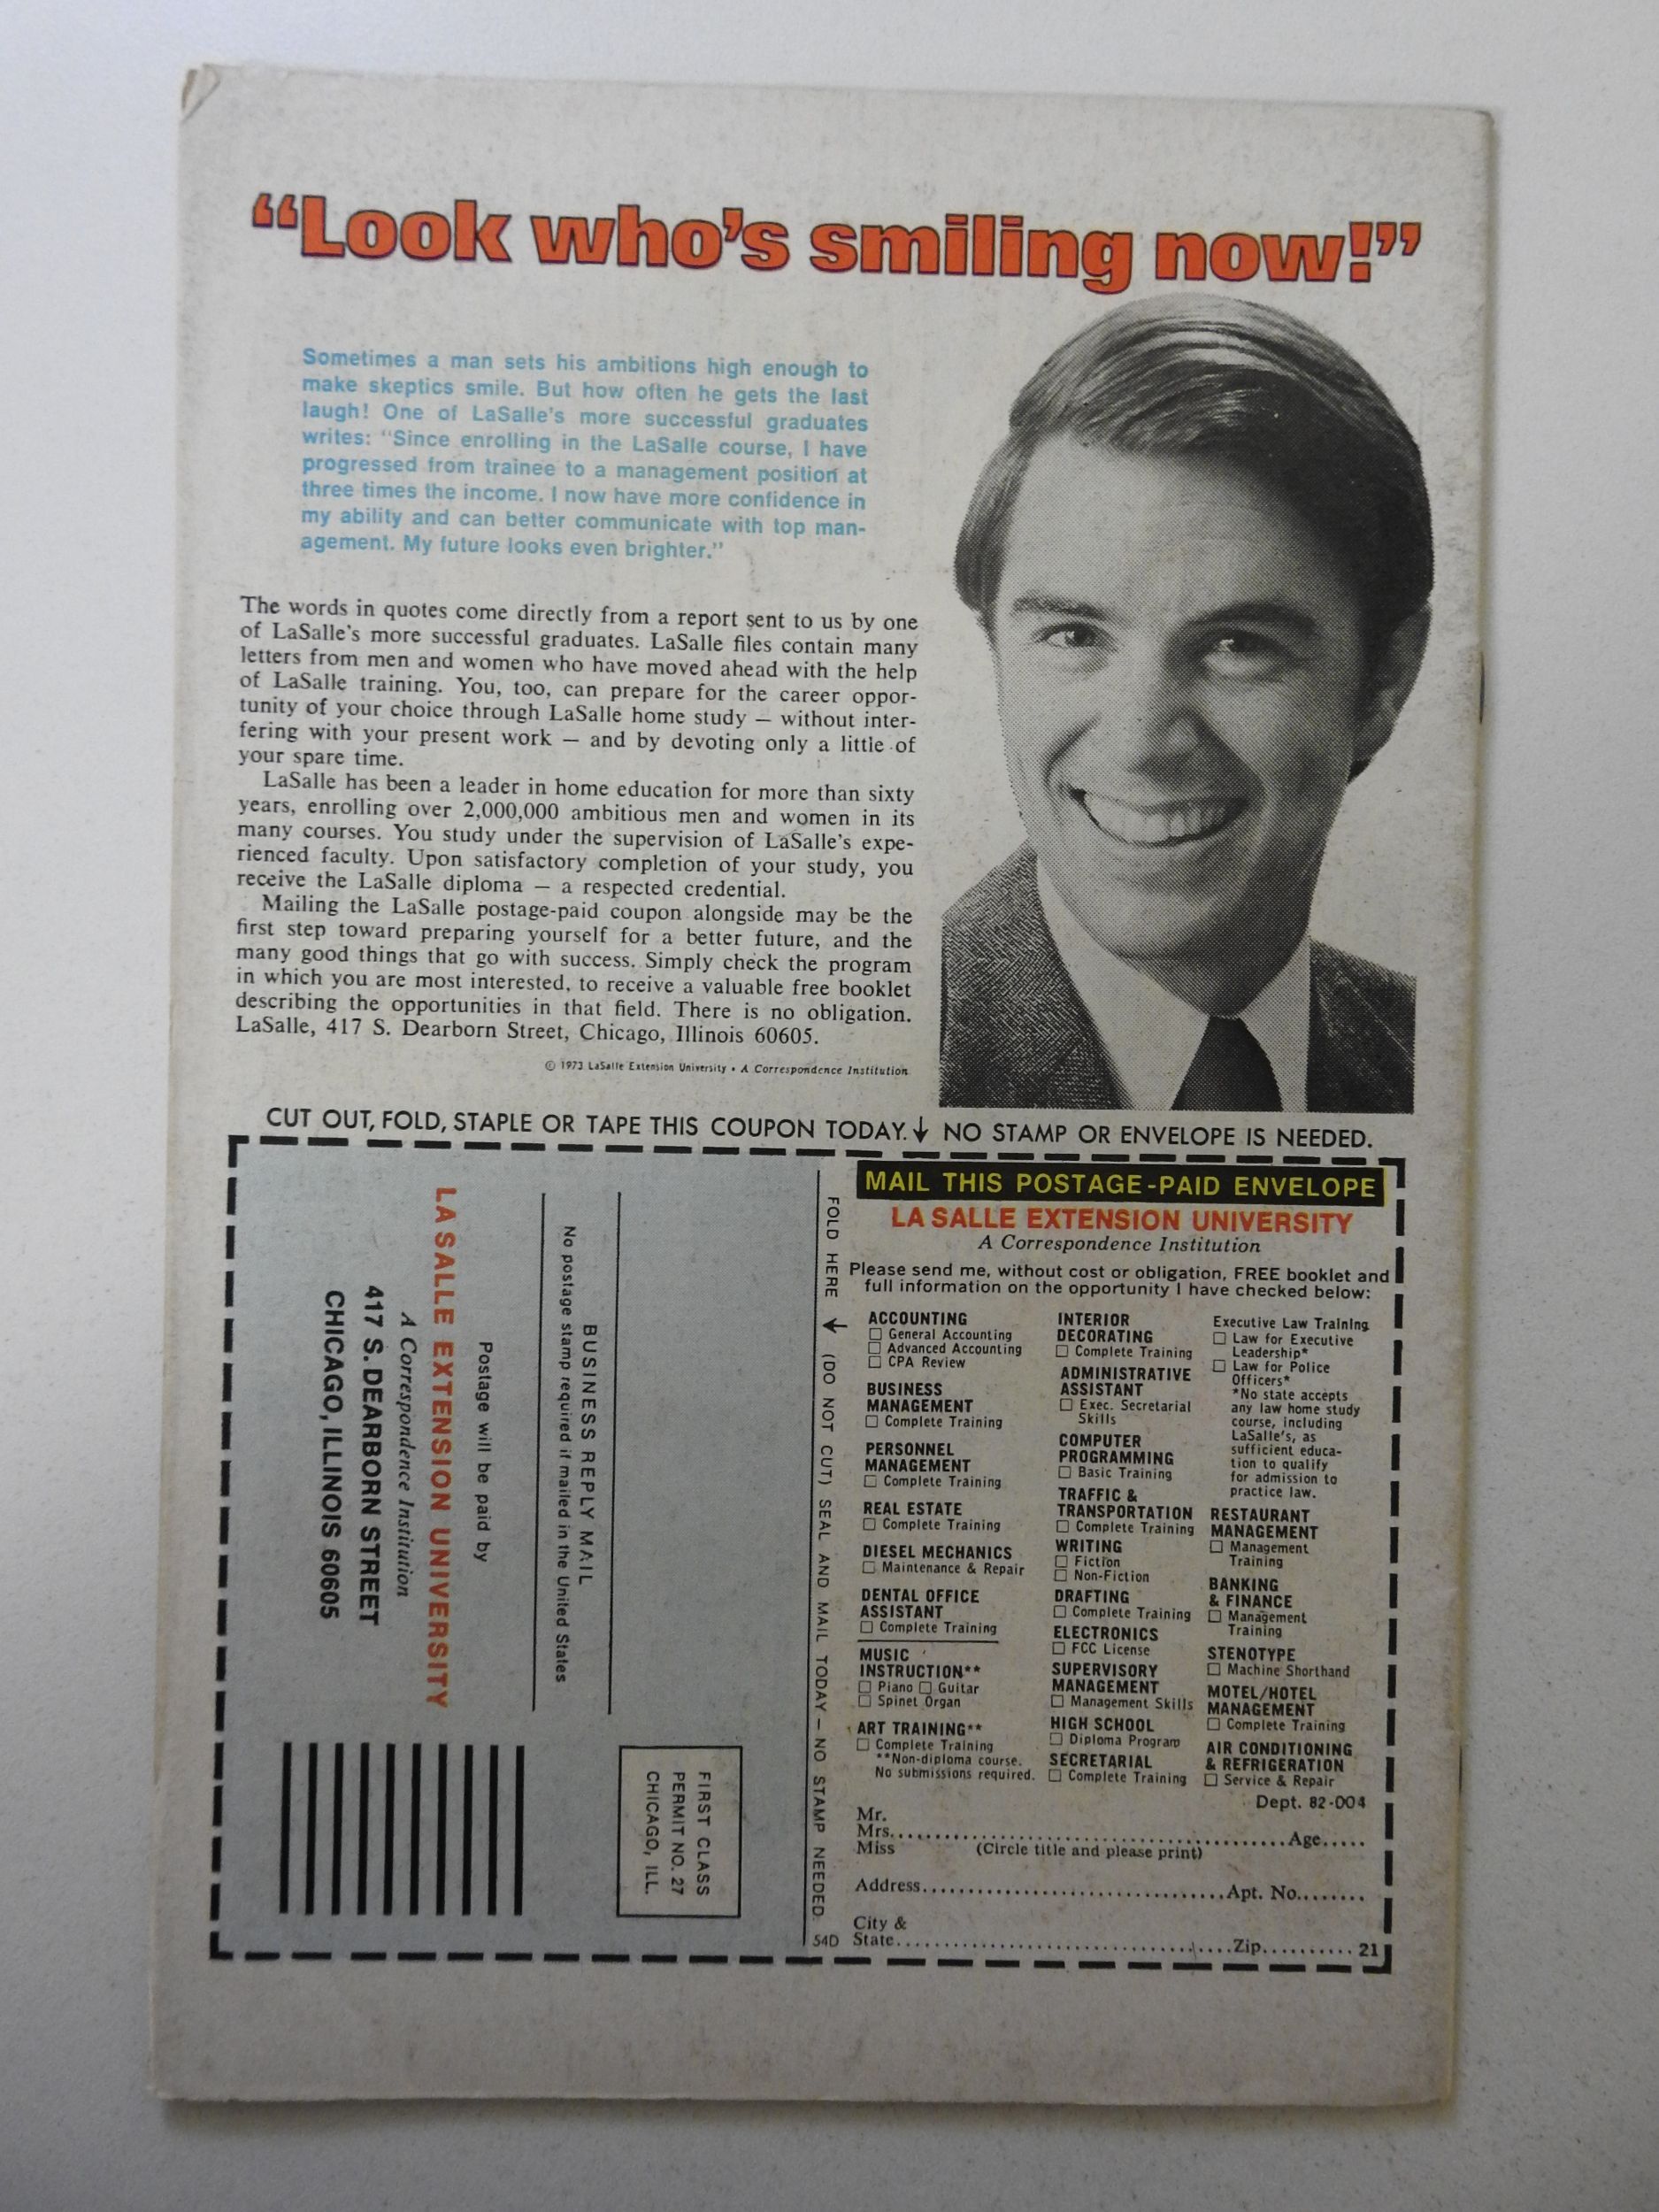 “Look who’s smiling now!”
Sometimes a man sets his ambitions high enough to
make skeptics smile. But how often he gets the last
laugh! One of LaSalle's more successful graduates
writes: “Since enrolling in the LaSalle course, I have
progressed from trainee to a management position at
three times the income. I now have more confidence in
my ability and can better communicate with top man-
agement. My future looks even brighter.”
The words in quotes come directly from a report sent to us by one
of LaSalle's more successful graduates. LaSalle files contain many
letters from men and women who have moved ahead with the help
of LaSalle training. You, too, can prepare for the career oppor-
tunity of your choice through LaSalle home study — without inter-
fering with your present work — and by devoting only a little of
your spare time.
LaSalle has been a leader in home education for more than sixty
years, enrolling over 2,000,000 ambitious men and women in its
many courses. You study under the supervision of LaSalle's expe-
rienced faculty. Upon satisfactory completion of your study, you
receive the LaSalle diploma — a respected credential.
Mailing the LaSalle postage-paid coupon alongside may be the
first step toward preparing yourself for a better future, and the
many good things that go with success. Simply check the program
in which you are most interested, to receive a valuable free booklet
describing the opportunities in that field. There is no obligation.
LaSalle, 417 S. Dearborn Street, Chicago, Illinois 60605.
© 1973 LaSalle Extension University • A Correspondence Institution
CUT OUT, FOLD, STAPLE OR TAPE THIS COUPON TODAY.↓ NO STAMP OR ENVELOPE IS NEEDED.
FIRST CLASS
PERMIT NO. 27
CHICAGO, ILL.
BUSINESS REPLY MAIL
No postage stamp required if mailed in the United States
Postage will be paid by
LA SALLE EXTENSION UNIVERSITY
A Correspondence Institution
417 S. DEARBORN STREET
CHICAGO, ILLINOIS 60605
FOLD HERE ↓ (DO NOT CUT) SEAL AND MAIL TODAY — NO STAMP NEEDED
54D
MAIL THIS POSTAGE-PAID ENVELOPE
LA SALLE EXTENSION UNIVERSITY
A Correspondence Institution
Please send me, without cost or obligation, FREE booklet and
full information on the opportunity I have checked below:
ACCOUNTING
☐ General Accounting
☐ Advanced Accounting
☐ CPA Review
BUSINESS
MANAGEMENT
☐ Complete Training
PERSONNEL
MANAGEMENT
☐ Complete Training
REAL ESTATE
☐ Complete Training
DIESEL MECHANICS
☐ Maintenance & Repair
DENTAL OFFICE
ASSISTANT
☐ Complete Training
MUSIC
INSTRUCTION**
☐ Piano ☐ Guitar
☐ Spinet Organ
ART TRAINING**
☐ Complete Training
**Non-diploma course.
No submissions required.
INTERIOR
DECORATING
☐ Complete Training
ADMINISTRATIVE
ASSISTANT
☐ Exec. Secretarial
Skills
COMPUTER
PROGRAMMING
☐ Basic Training
TRAFFIC &
TRANSPORTATION
☐ Complete Training
WRITING
☐ Fiction
☐ Non-Fiction
DRAFTING
☐ Complete Training
ELECTRONICS
☐ FCC License
SUPERVISORY
MANAGEMENT
☐ Management Skills
HIGH SCHOOL
☐ Diploma Program
SECRETARIAL
☐ Complete Training
Executive Law Training
☐ Law for Executive
Leadership*
☐ Law for Police
Officers*
*No state accepts
any law home study
course, including
LaSalle's, as
sufficient educa-
tion to qualify
for admission to
practice law.
RESTAURANT
MANAGEMENT
☐ Management
Training
BANKING
& FINANCE
☐ Management
Training
STENOTYPE
☐ Machine Shorthand
MOTEL/HOTEL
MANAGEMENT
☐ Complete Training
AIR CONDITIONING
& REFRIGERATION
☐ Service & Repair
Dept. 82-004
Mr.
Mrs.......................................................Age.....
Miss (Circle title and please print)
Address....................................Apt. No........
City &
State.......................................Zip.......... 21